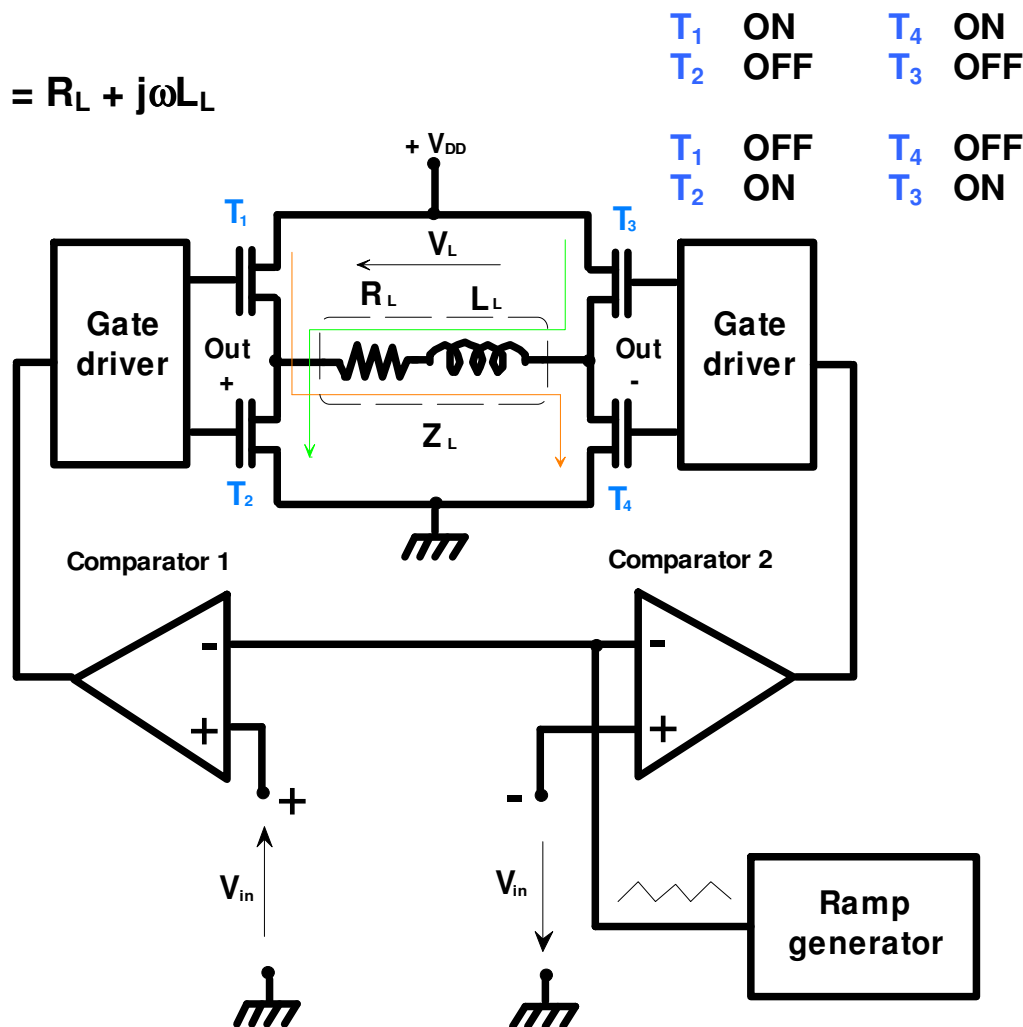 T₁ ON T₄ ON
T₂ OFF T₃ OFF
= R_L + jωL_L
T₁ OFF T₄ OFF
T₂ ON T₃ ON
+ V_DD
T₁
T₃
V_L
R_L L_L
Gate
driver
Out
+
Out
-
Gate
driver
Z_L
T₂
T₄
Comparator 1
Comparator 2
-
-
+
+
+
-
V_in
V_in
Ramp
generator